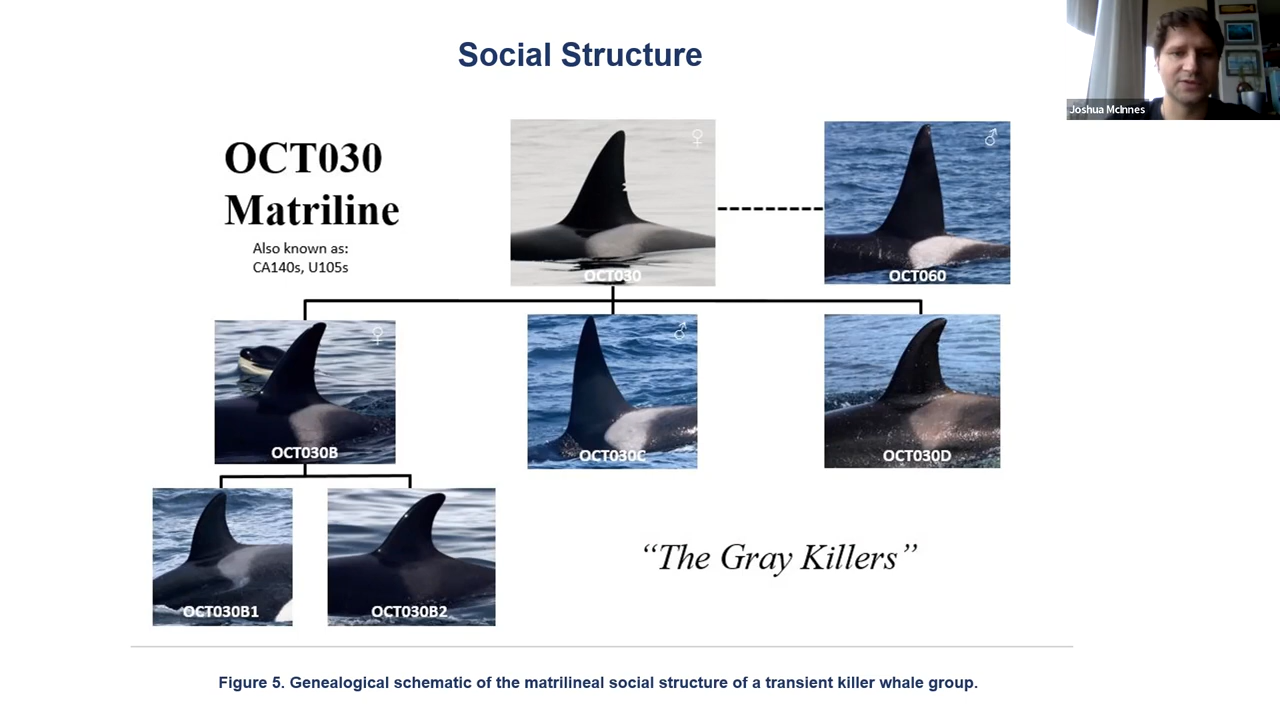 Social Structure
Joshua McInnes
OCT030
Matriline
Also known as:
CA140s, U105s
♀
OCT030
♂
OCT060
♀
OCT030B
♂
OCT030C
OCT030D
OCT030B1
OCT030B2
“The Gray Killers”
Figure 5. Genealogical schematic of the matrilineal social structure of a transient killer whale group.